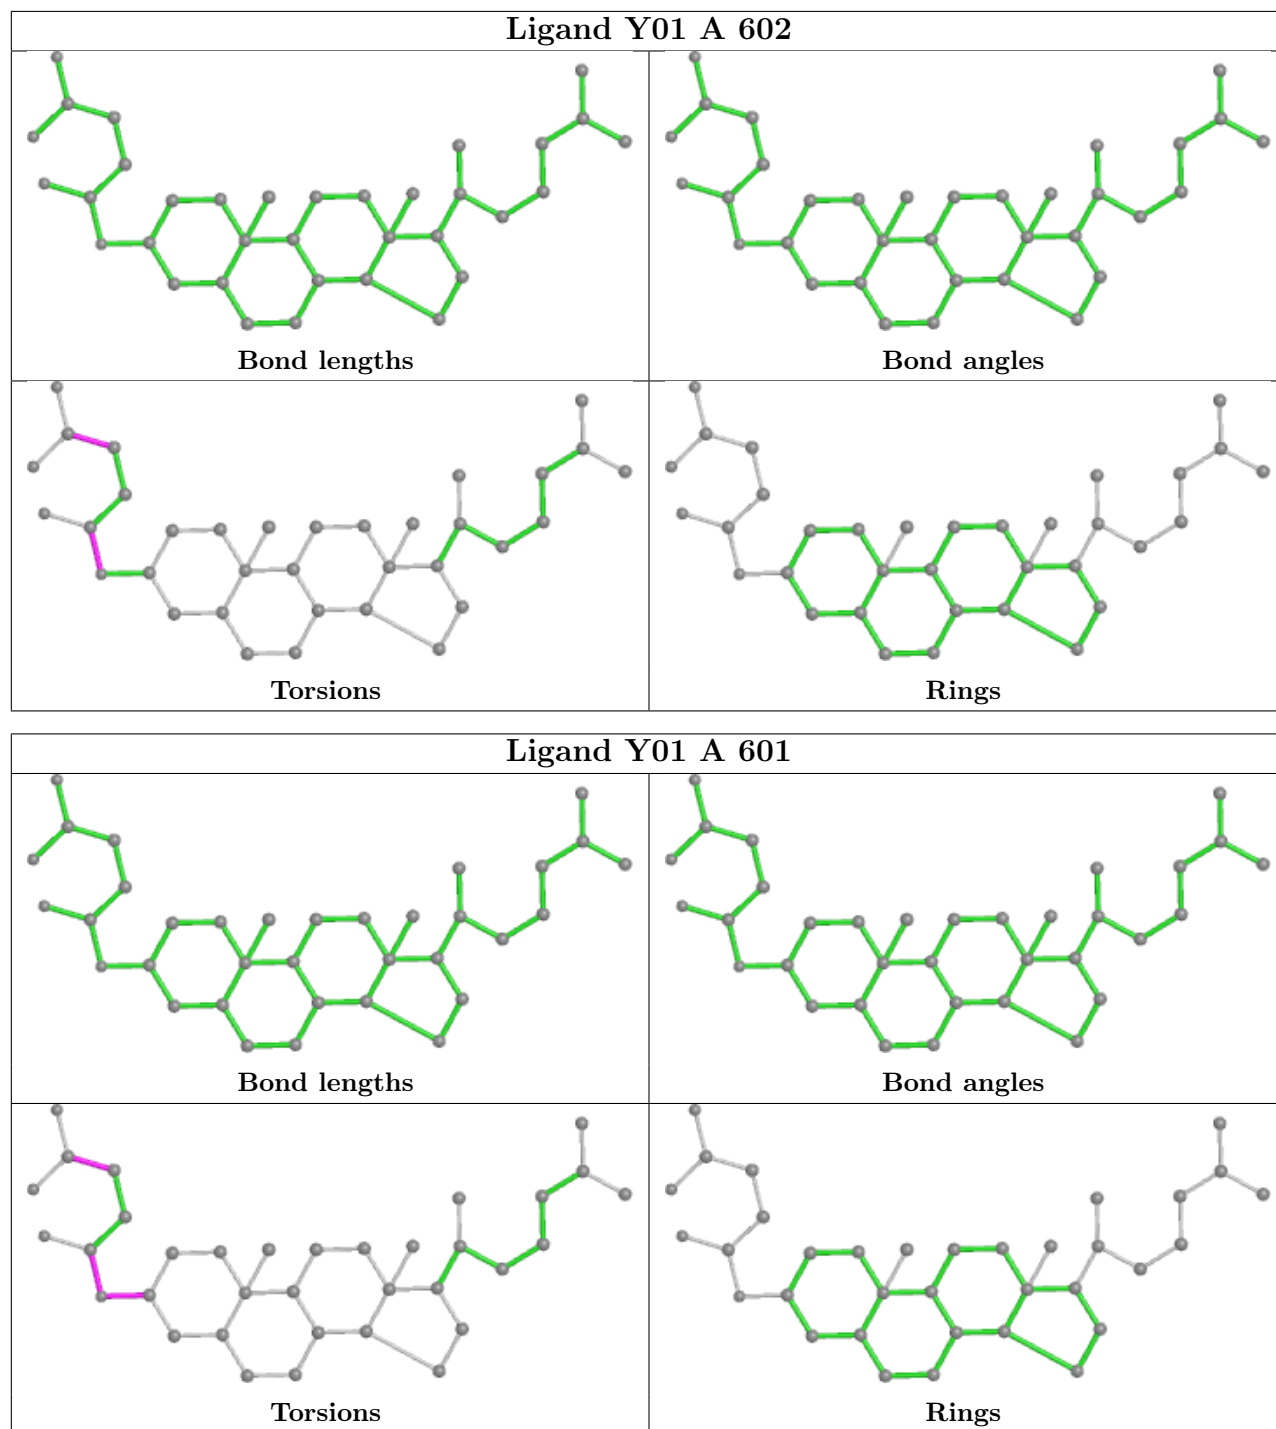 Ligand Y01 A 602
Bond lengths
Bond angles
Torsions
Rings
Ligand Y01 A 601
Bond lengths
Bond angles
Torsions
Rings